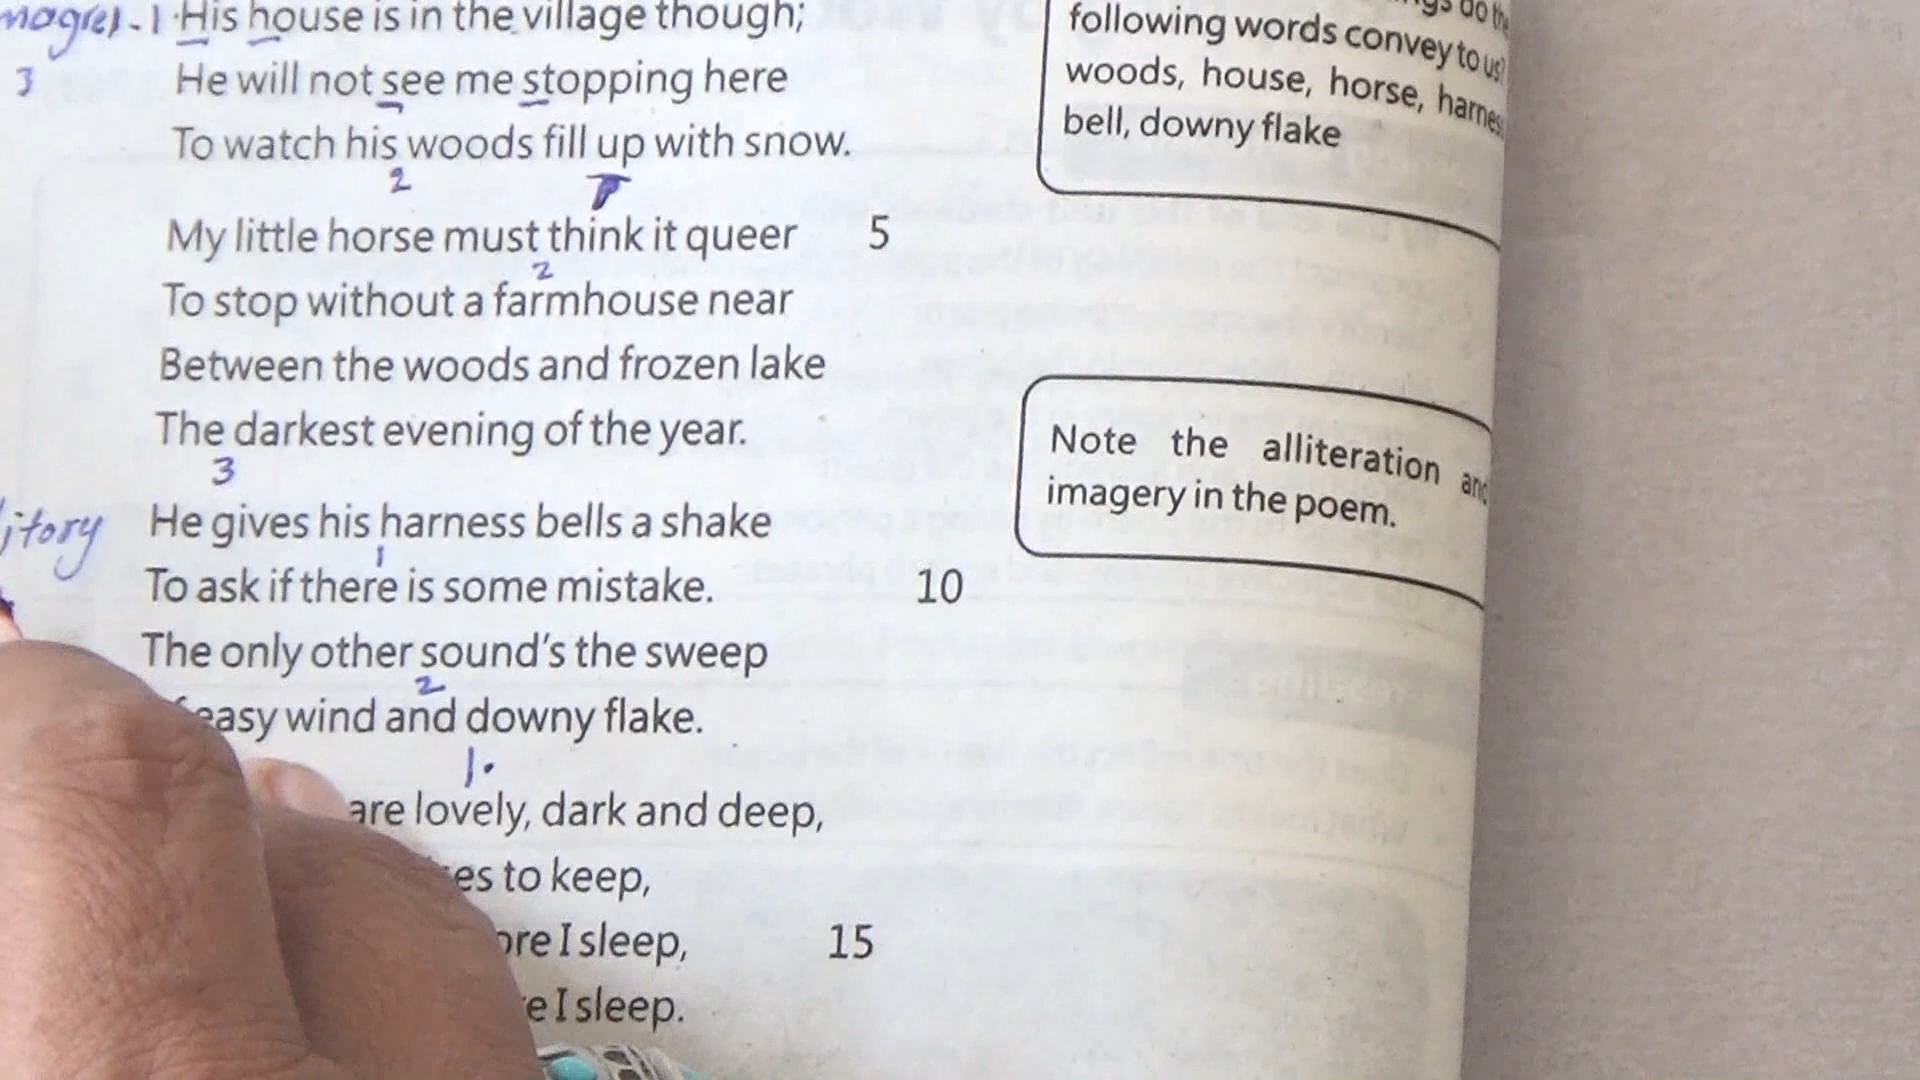 His house is in the village though;
3
He will not see me stopping here
To watch his woods fill up with snow.
2
My little horse must think it queer 5
2
To stop without a farmhouse near
Between the woods and frozen lake
The darkest evening of the year.
3
He gives his harness bells a shake
1
To ask if there is some mistake. 10
The only other sound's the sweep
2
easy wind and downy flake.
1.
are lovely, dark and deep,
es to keep,
ore I sleep, 15
e I sleep.
following words convey to us?
woods, house, horse, harness
bell, downy flake
Note the alliteration and
imagery in the poem.